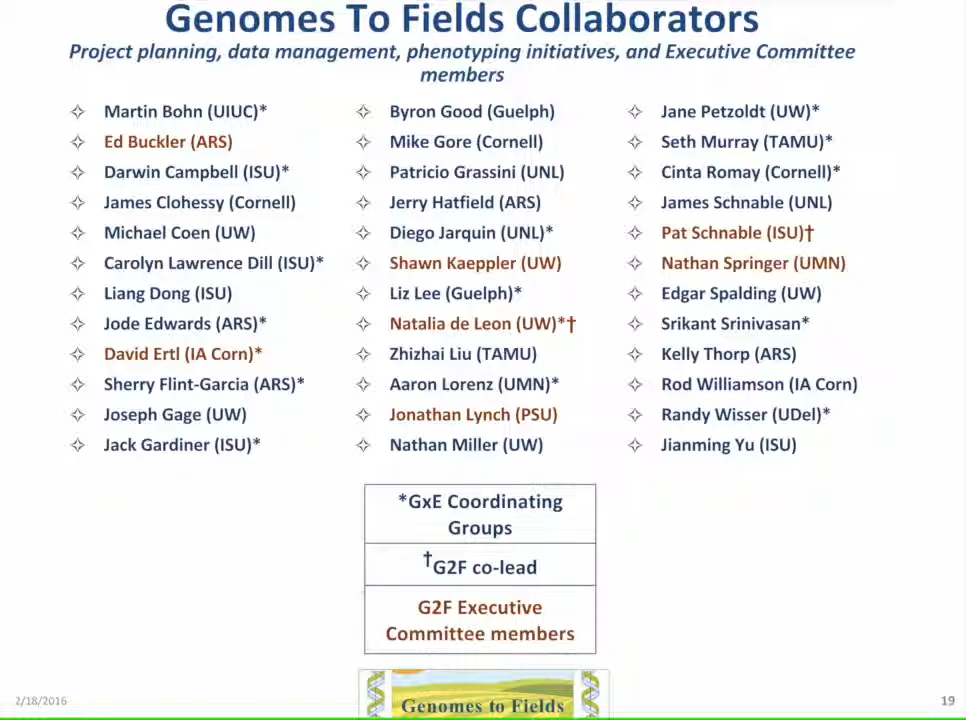 Genomes To Fields Collaborators
Project planning, data management, phenotyping initiatives, and Executive Committee
members
Martin Bohn (UIUC)*
Ed Buckler (ARS)
Darwin Campbell (ISU)*
James Clohessy (Cornell)
Michael Coen (UW)
Carolyn Lawrence Dill (ISU)*
Liang Dong (ISU)
Jode Edwards (ARS)*
David Ertl (IA Corn)*
Sherry Flint-Garcia (ARS)*
Joseph Gage (UW)
Jack Gardiner (ISU)*
Byron Good (Guelph)
Mike Gore (Cornell)
Patricio Grassini (UNL)
Jerry Hatfield (ARS)
Diego Jarquin (UNL)*
Shawn Kaeppler (UW)
Liz Lee (Guelph)*
Natalia de Leon (UW)*†
Zhizhai Liu (TAMU)
Aaron Lorenz (UMN)*
Jonathan Lynch (PSU)
Nathan Miller (UW)
Jane Petzoldt (UW)*
Seth Murray (TAMU)*
Cinta Romay (Cornell)*
James Schnable (UNL)
Pat Schnable (ISU)†
Nathan Springer (UMN)
Edgar Spalding (UW)
Srikant Srinivasan*
Kelly Thorp (ARS)
Rod Williamson (IA Corn)
Randy Wisser (UDel)*
Jianming Yu (ISU)
*GxE Coordinating
Groups
†G2F co-lead
G2F Executive
Committee members
2/18/2016
Genomes to Fields
19